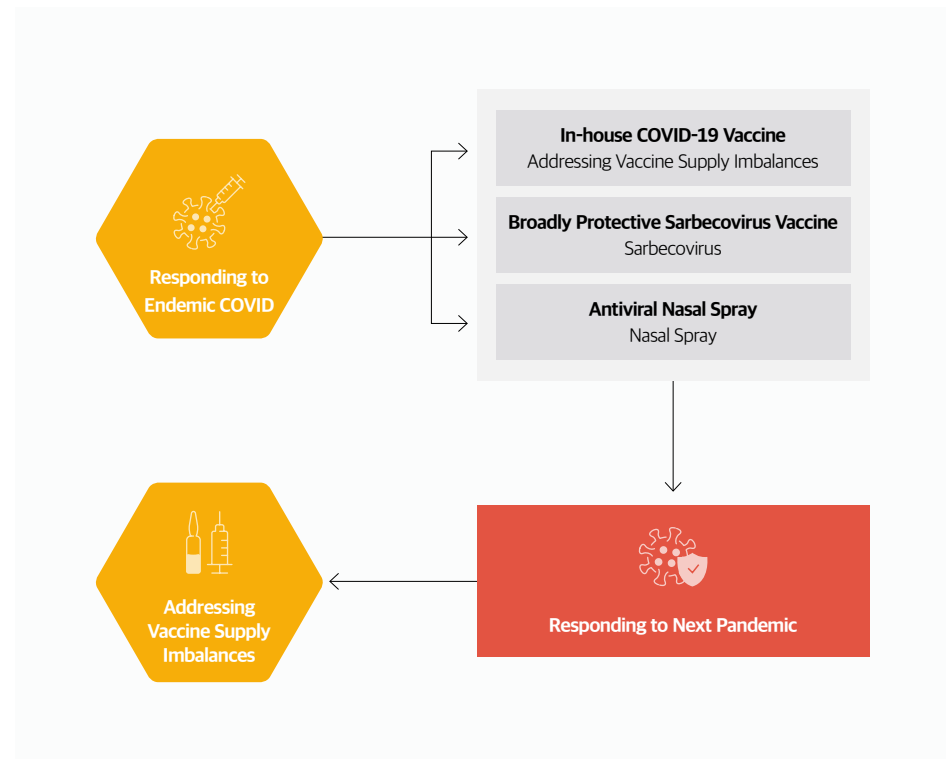 In-house COVID-19 Vaccine
Addressing Vaccine Supply Imbalances
Broadly Protective Sarbecovirus Vaccine
Sarbecovirus
Antiviral Nasal Spray
Nasal Spray
Responding to
Endemic COVID
Responding to Next Pandemic
Addressing
Vaccine Supply
Imbalances